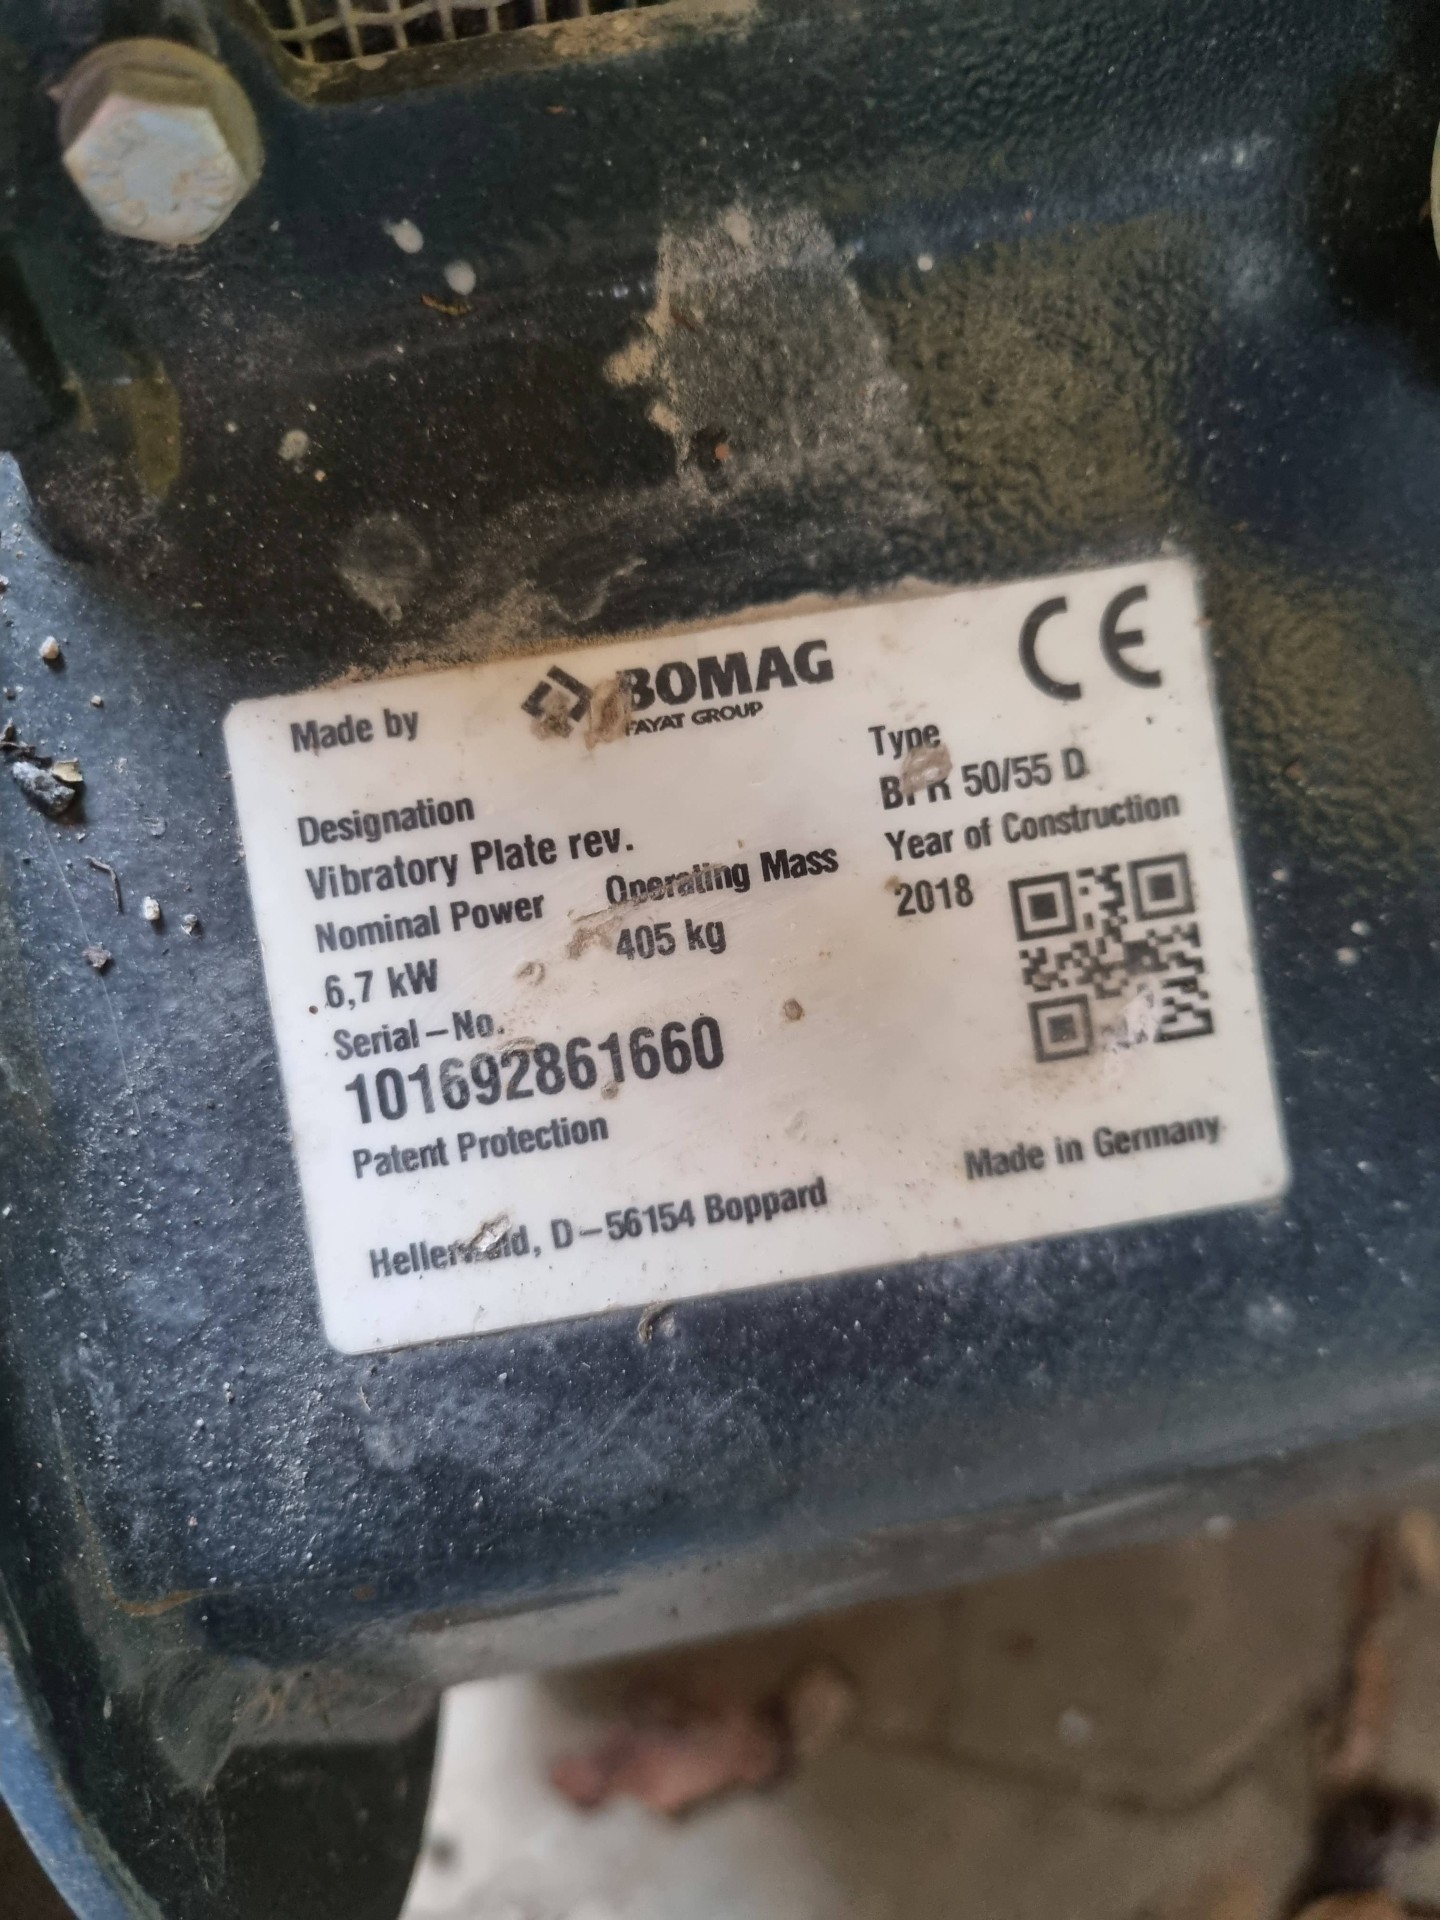 Made by
BOMAG
FAYAT GROUP
CE
Designation
Vibratory Plate rev.
Type
BPR 50/55 D
Nominal Power
6,7 kW
Operating Mass
405 kg
Year of Construction
2018
Serial-No.
101692861660
Patent Protection
Hellerwald, D-56154 Boppard
Made in Germany